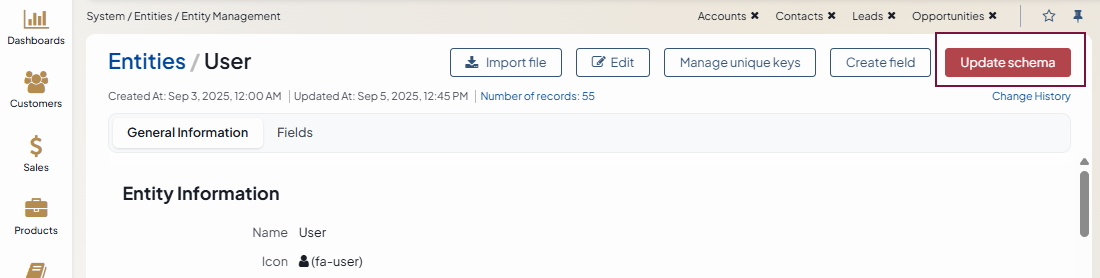 System / Entities / Entity Management
Accounts ✖ Contacts ✖ Leads ✖ Opportunities ✖
Dashboards
Customers
Sales
Products
Entities / User
Import file
Edit
Manage unique keys
Create field
Update schema
Created At: Sep 3, 2025, 12:00 AM | Updated At: Sep 5, 2025, 12:45 PM | Number of records: 55
Change History
General Information
Fields
Entity Information
Name User
Icon (fa-user)